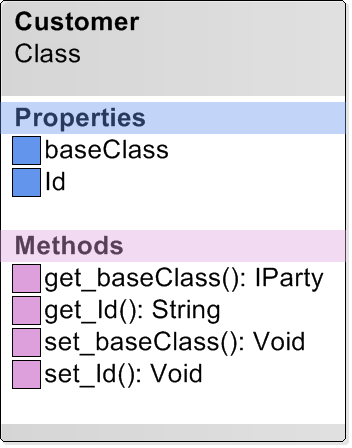 Customer
Class
Properties
baseClass
Id
Methods
get_baseClass(): IParty
get_Id(): String
set_baseClass(): Void
set_Id(): Void